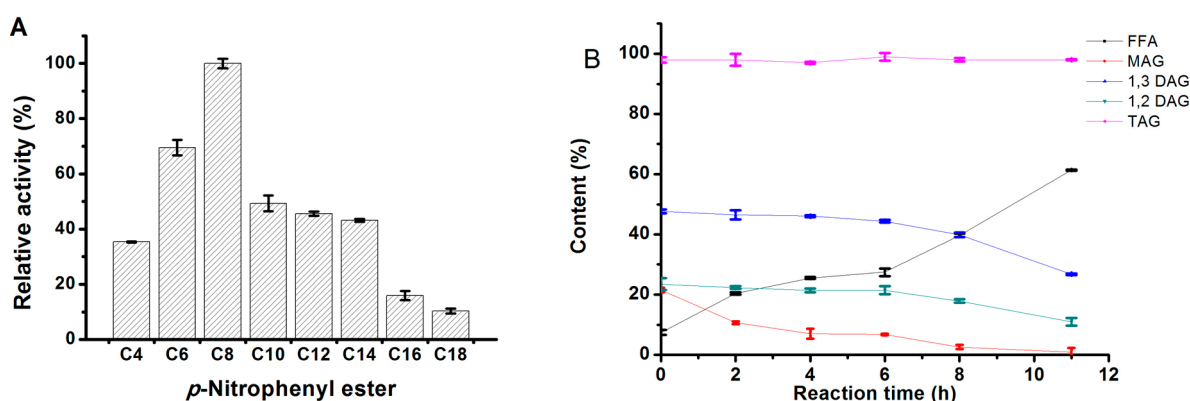 A
Relative activity (%)
100
80
60
40
20
0
C4 C6 C8 C10 C12 C14 C16 C18
p-Nitrophenyl ester
B
Content (%)
100
80
60
40
20
0
0 2 4 6 8 10 12
Reaction time (h)
FFA
MAG
1,3 DAG
1,2 DAG
TAG